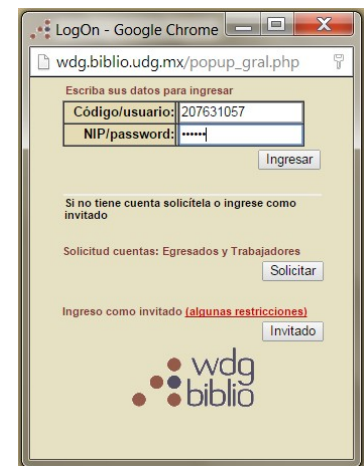 LogOn - Google Chrome
wdg.biblio.udg.mx/popup_gral.php
Escriba sus datos para ingresar
Código/usuario: 207631057
NIP/password: ••••••
Ingresar
Si no tiene cuenta solicítela o ingrese como
invitado
Solicitud cuentas: Egresados y Trabajadores
Solicitar
Ingreso como invitado (algunas restricciones)
Invitado
wdg
biblio